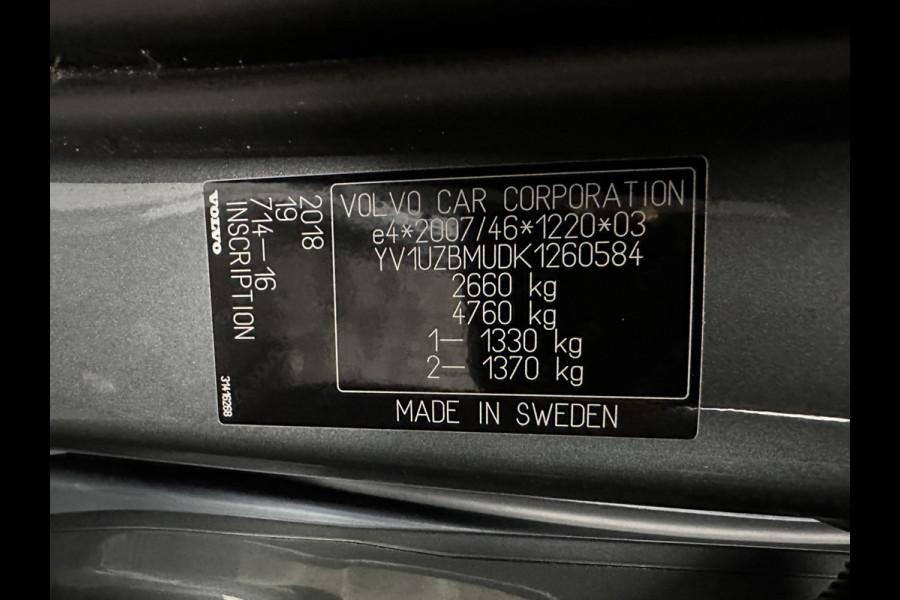 VOLVO CAR CORPORATION
e4*2007/46*1220*03
YV1UZBMUDK1260584
2660 kg
4760 kg
1– 1330 kg
2– 1370 kg
MADE IN SWEDEN
2018
19
714–16
INSCRIPTION
VOLVO
31416268